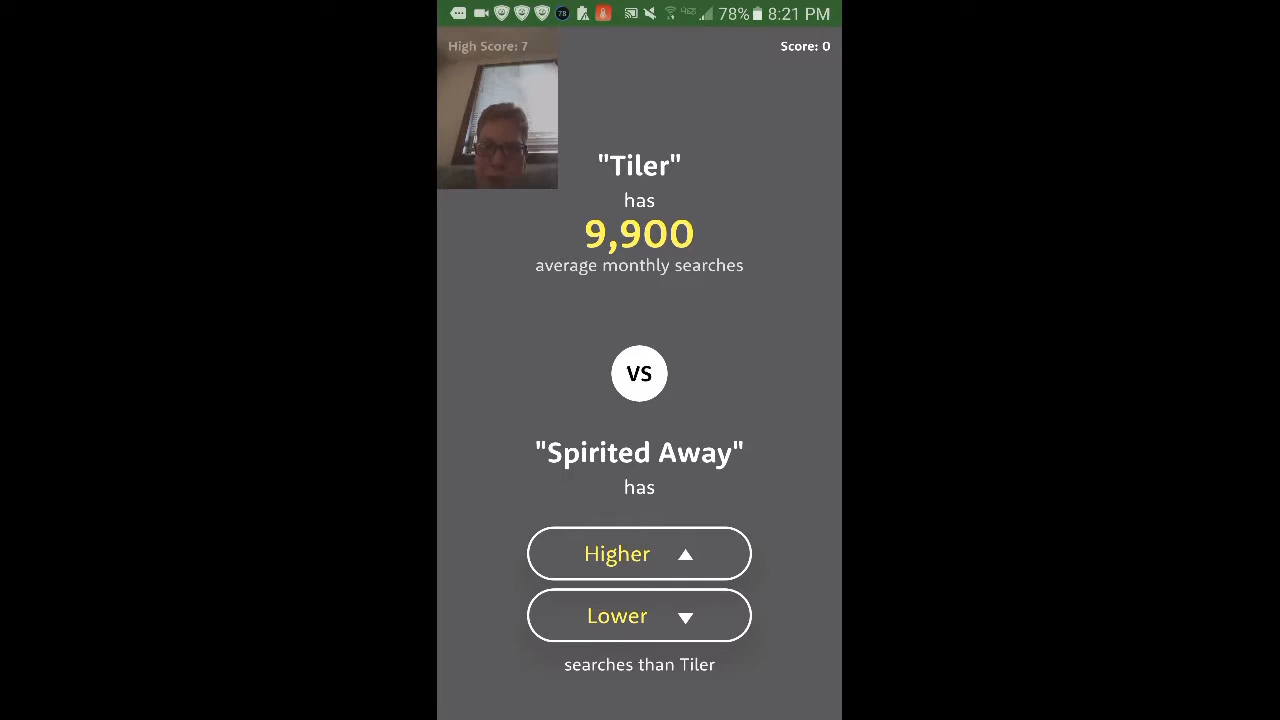 78 78% 8:21 PM
High Score: 7 Score: 0
"Tiler"
has
9,900
average monthly searches
VS
"Spirited Away"
has
Higher
Lower
searches than Tiler